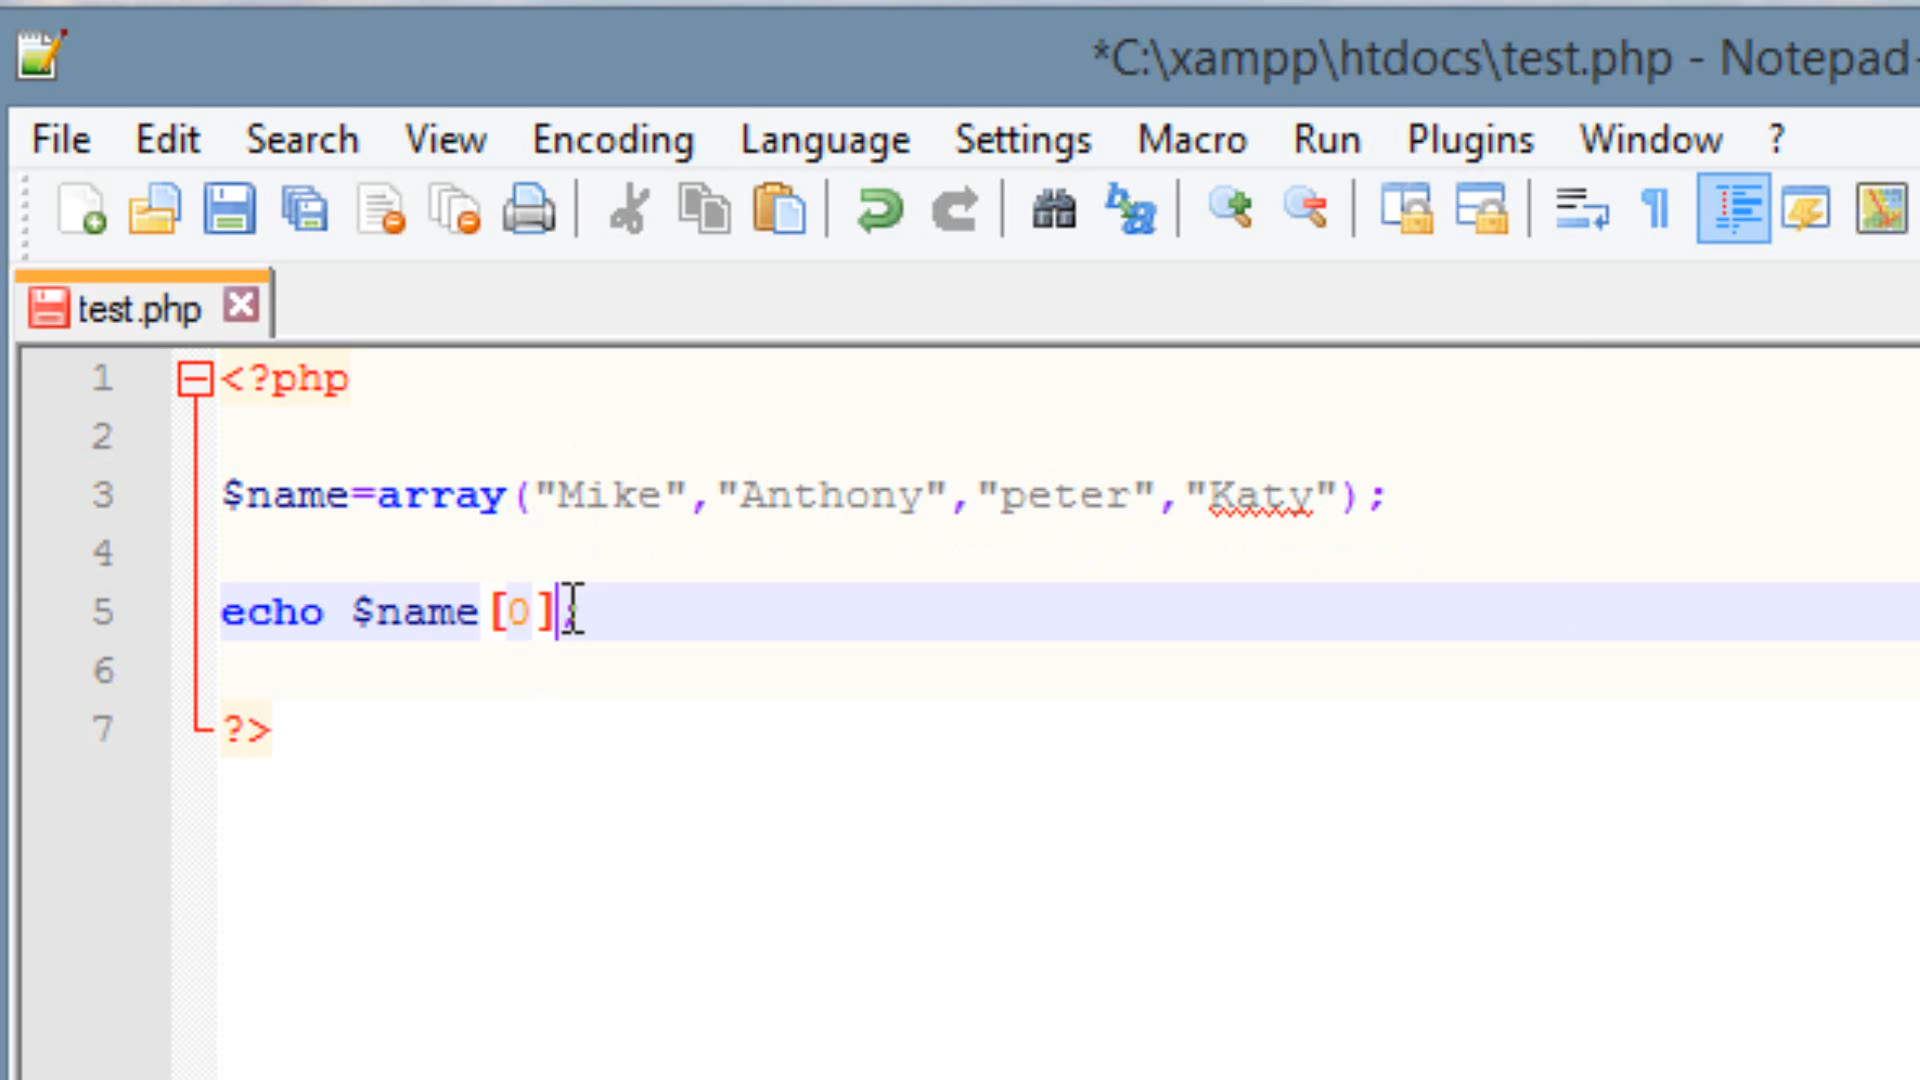 *C:\xampp\htdocs\test.php - Notepad
File Edit Search View Encoding Language Settings Macro Run Plugins Window ?
test.php
1 <?php
2
3 $name=array("Mike","Anthony","peter","Katy");
4
5 echo $name[0];
6
7 ?>